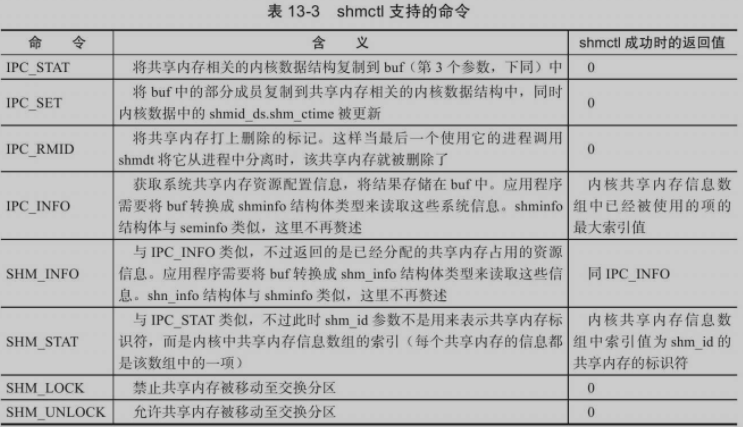 表 13-3 shmctl 支持的命令
命 令
含 义
shmctl 成功时的返回值
IPC_STAT
将共享内存相关的内核数据结构复制到 buf（第 3 个参数，下同）中
0
IPC_SET
将 buf 中的部分成员复制到共享内存相关的内核数据结构中，同时
内核数据中的 shmid_ds.shm_ctime 被更新
0
IPC_RMID
将共享内存打上删除的标记。这样当最后一个使用它的进程调用
shmdt 将它从进程中分离时，该共享内存就被删除了
0
IPC_INFO
获取系统共享内存资源配置信息，将结果存储在 buf 中。应用程序
需要将 buf 转换成 shminfo 结构体类型来读取这些系统信息。shminfo
结构体与 seminfo 类似，这里不再赘述
内核共享内存信息数
组中已经被使用的项的
最大索引值
SHM_INFO
与 IPC_INFO 类似，不过返回的是已经分配的共享内存占用的资源
信息。应用程序需要将 buf 转换成 shm_info 结构体类型来读取这些信
息。shn_info 结构体与 shminfo 类似，这里不再赘述
同 IPC_INFO
SHM_STAT
与 IPC_STAT 类似，不过此时 shm_id 参数不是用来表示共享内存标
识符，而是内核中共享内存信息数组的索引（每个共享内存的信息都
是该数组中的一项）
内核共享内存信息数
组中索引值为 shm_id 的
共享内存的标识符
SHM_LOCK
禁止共享内存被移动至交换分区
0
SHM_UNLOCK
允许共享内存被移动至交换分区
0